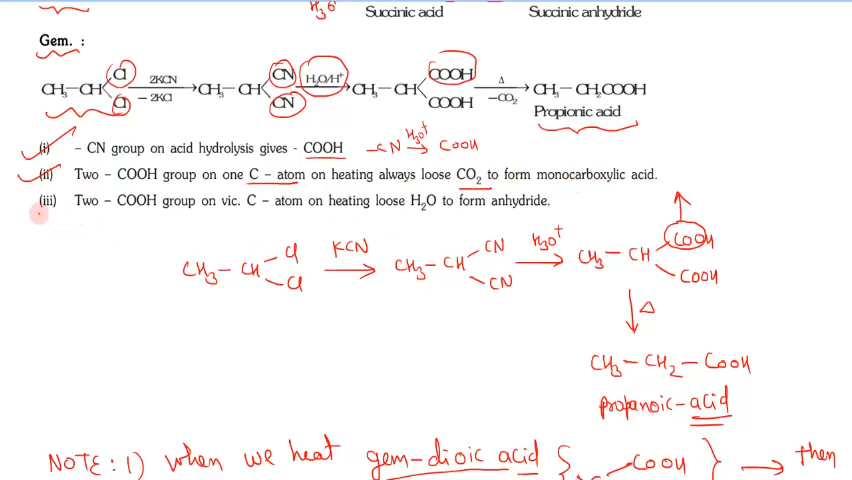 H₃O
Succinic acid Succinic anhydride
Gem. :
Cl CN COOH
CH₃ – CH 2KCN – 2KCl CH₃ – CH H₂O/H⁺ CH₃ – CH Δ –CO₂ CH₃ – CH₂COOH
Cl CN COOH Propionic acid
(i) – CN group on acid hydrolysis gives - COOH –CN H₃O⁺ → COOH
(ii) Two – COOH group on one C – atom on heating always loose CO₂ to form monocarboxylic acid.
(iii) Two – COOH group on vic. C – atom on heating loose H₂O to form anhydride.
Cl KCN CN H₃O⁺ COOH
CH₃ – CH → CH₃ – CH → CH₃ – CH
Cl CN COOH
Δ
CH₃ – CH₂ – COOH
propanoic-acid
NOTE: 1) when we heat gem-dioic acid { COOH } → then